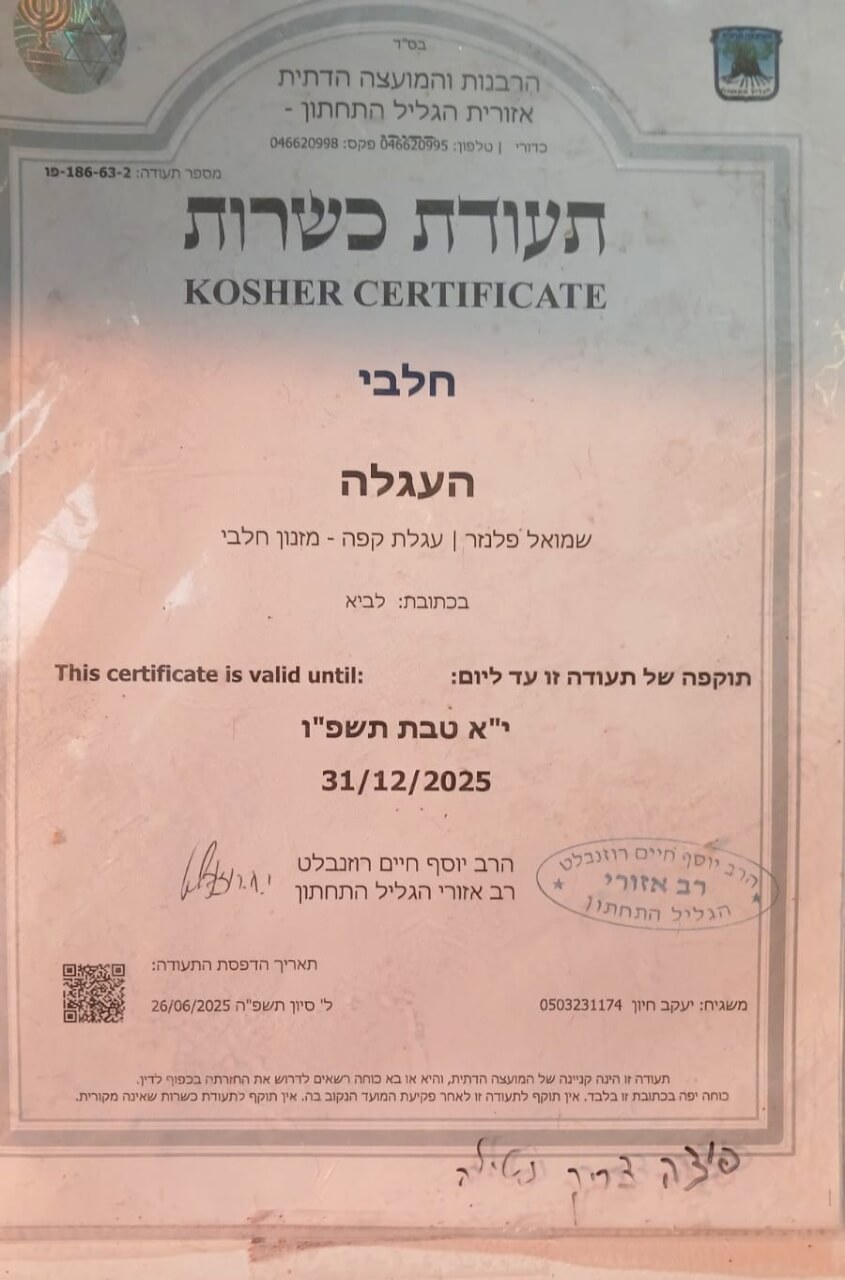 בס"ד
הרבנות והמועצה הדתית
אזורית הגליל התחתון -
כדורי | טלפון: 046620995 פקס: 046620998
מספר תעודה: פו-186-63-2
תעודת כשרות
KOSHER CERTIFICATE
חלבי
העגלה
שמואל פלנזר | עגלת קפה - מזנון חלבי
בכתובת: לביא
תוקפה של תעודה זו עד ליום: This certificate is valid until:
י"א טבת תשפ"ו
31/12/2025
הרב יוסף חיים רוזנבלט
רב אזורי הגליל התחתון
הרב יוסף חיים רוזנבלט
רב אזורי
הגליל התחתון
תאריך הדפסת התעודה:
ל' סיון תשפ"ה 26/06/2025
משגיח: יעקב חיון 0503231174
תעודה זו הינה קניינה של המועצה הדתית, והיא או בא כוחה רשאים לדרוש את החזרתה בכפוף לדין.
כוחה יפה בכתובת זו בלבד. אין תוקף לתעודה זו לאחר פקיעת המועד הנקוב בה. אין תוקף לתעודת כשרות שאינה מקורית.
פיצה צריך נטילה